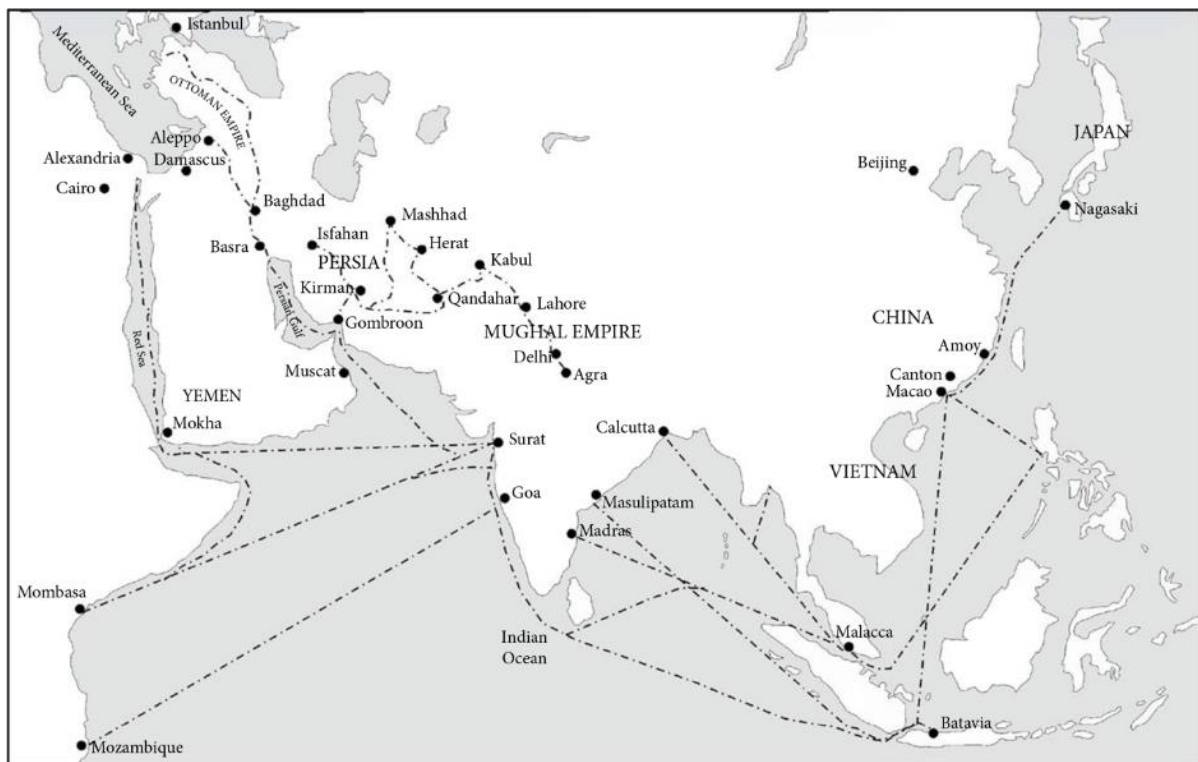 Istanbul
Mediterranean Sea
OTTOMAN EMPIRE
Aleppo
Alexandria
Damascus
Cairo
Baghdad
Basra
Isfahan
PERSIA
Mashhad
Herat
Kabul
Kirman
Qandahar
Lahore
Persian Gulf
Gombroon
MUGHAL EMPIRE
Delhi
Agra
Red Sea
Muscat
YEMEN
Mokha
Surat
Goa
Calcutta
Masulipatam
Madras
Beijing
JAPAN
Nagasaki
CHINA
Amoy
Canton
Macao
VIETNAM
Mombasa
Indian
Ocean
Malacca
Batavia
Mozambique